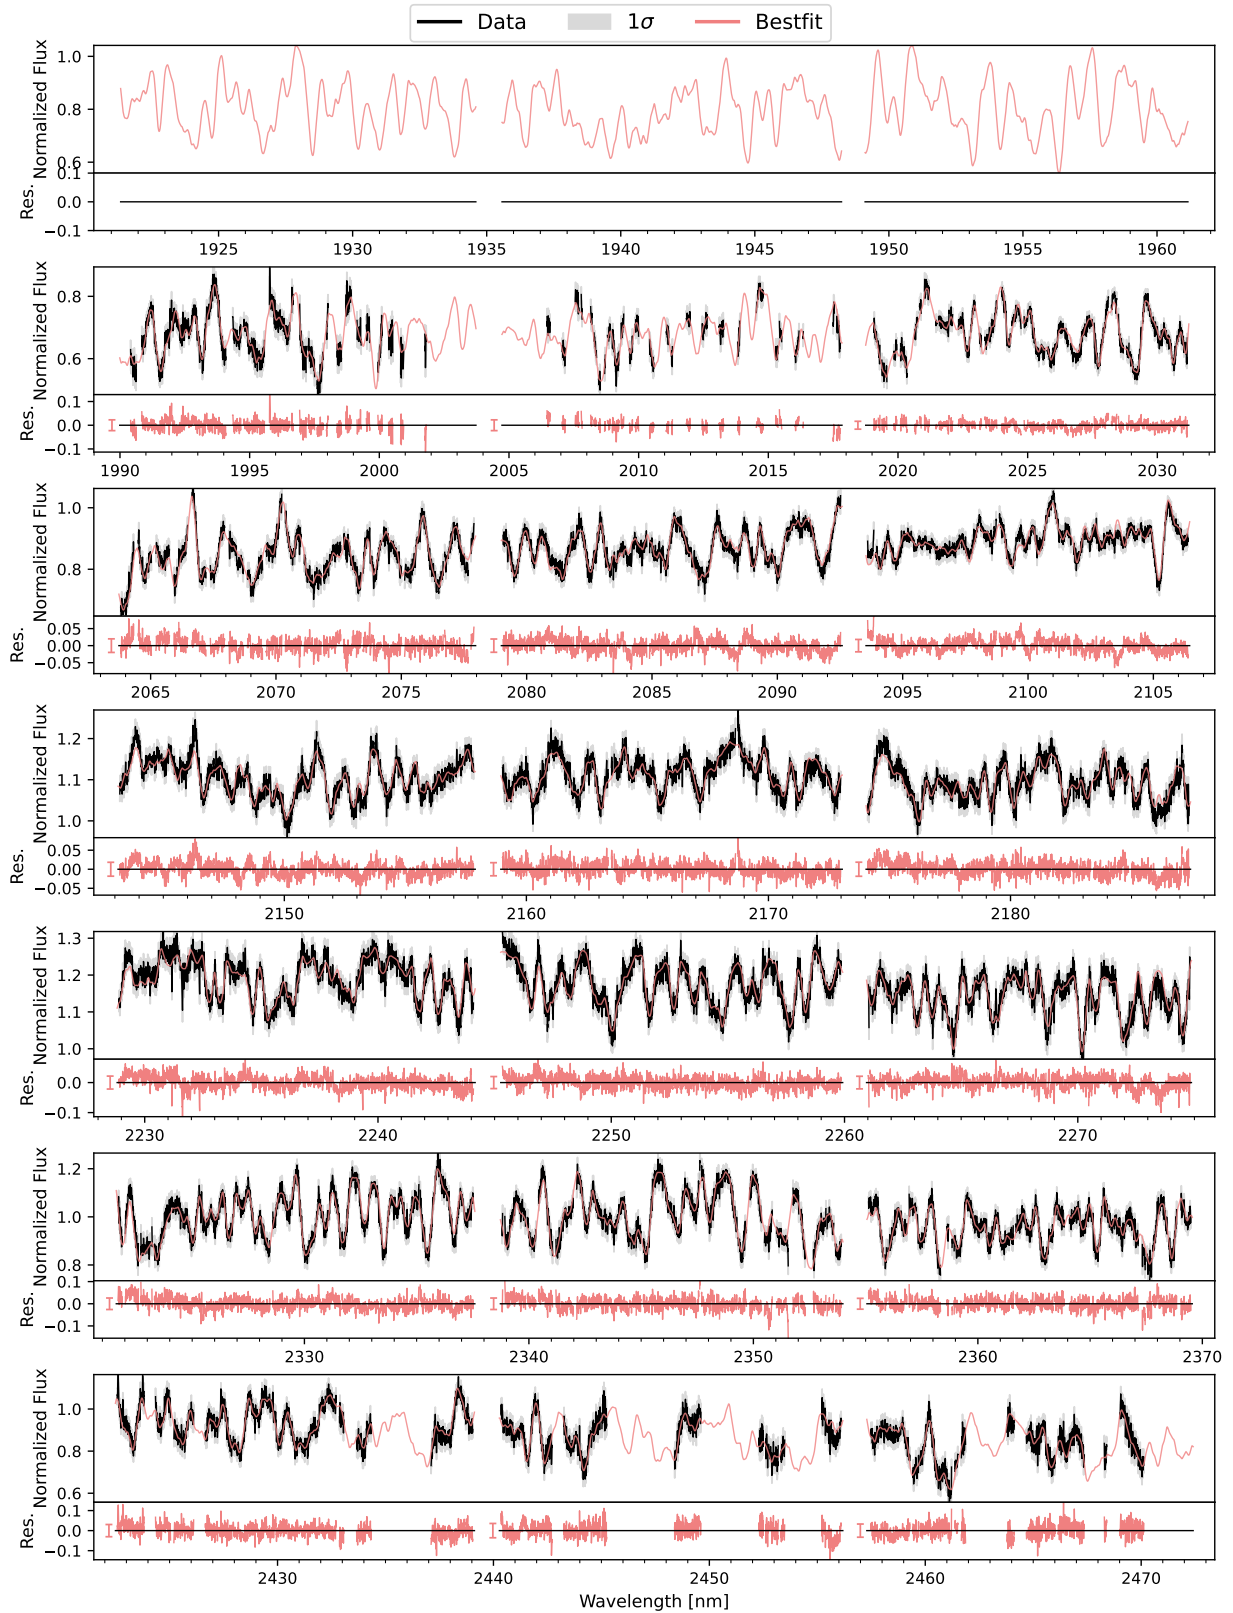 Data 1σ Bestfit
Normalized Flux
1.0
0.8
0.6
Res.
0.1
0.0
−0.1
1925 1930 1935 1940 1945 1950 1955 1960
Normalized Flux
0.8
0.6
Res.
0.1
0.0
−0.1
1990 1995 2000 2005 2010 2015 2020 2025 2030
Normalized Flux
1.0
0.8
Res.
0.05
0.00
−0.05
2065 2070 2075 2080 2085 2090 2095 2100 2105
Normalized Flux
1.2
1.1
1.0
Res.
0.05
0.00
−0.05
2150 2160 2170 2180
Normalized Flux
1.3
1.2
1.1
1.0
Res.
0.0
−0.1
2230 2240 2250 2260 2270
Normalized Flux
1.2
1.0
0.8
Res.
0.1
0.0
−0.1
2330 2340 2350 2360 2370
Normalized Flux
1.0
0.8
0.6
Res.
0.1
0.0
−0.1
2430 2440 2450 2460 2470
Wavelength [nm]